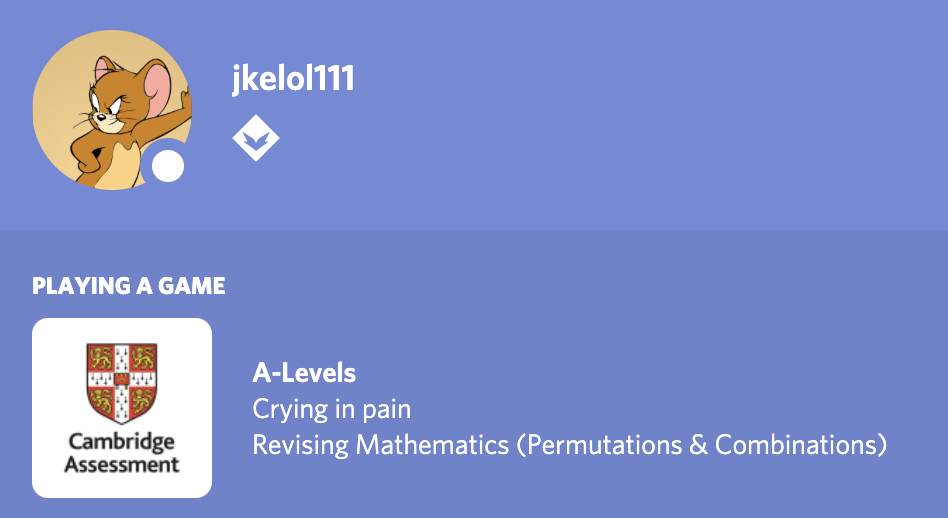 jkelol111
PLAYING A GAME
Cambridge
Assessment
A-Levels
Crying in pain
Revising Mathematics (Permutations & Combinations)